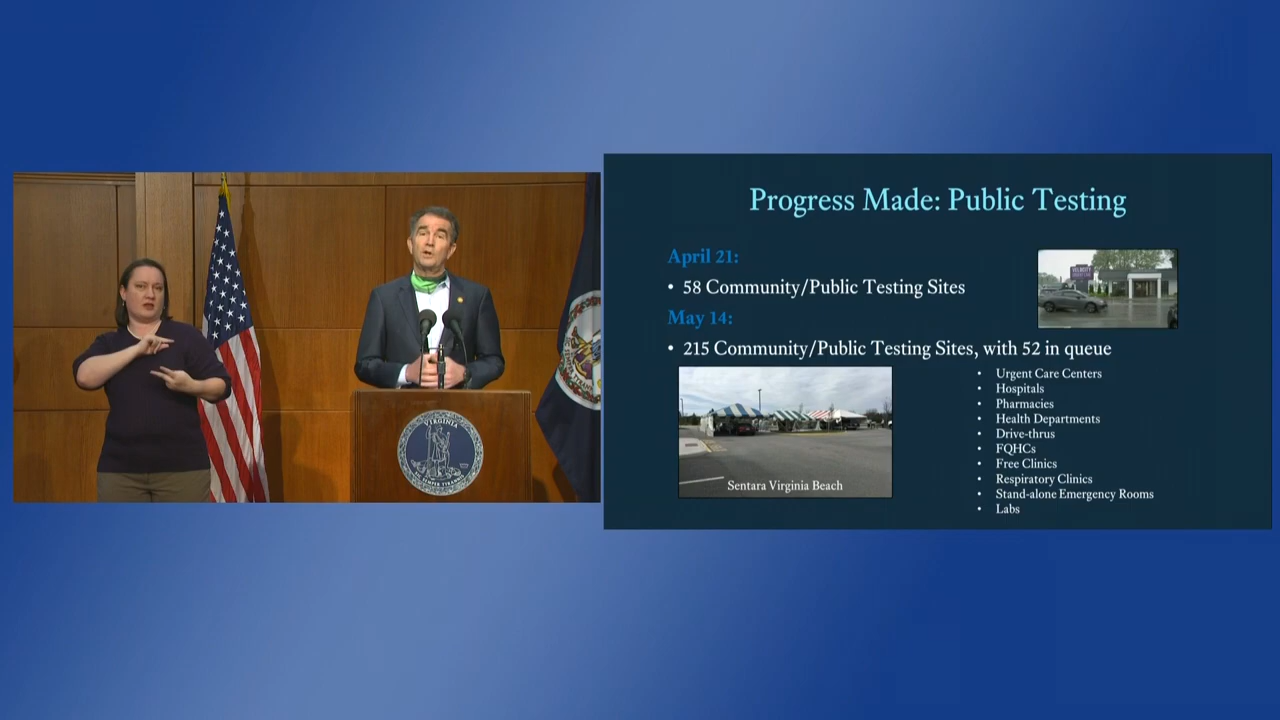 VIRGINIA
Progress Made: Public Testing
April 21:
• 58 Community/Public Testing Sites
May 14:
• 215 Community/Public Testing Sites, with 52 in queue
• Urgent Care Centers
• Hospitals
• Pharmacies
• Health Departments
• Drive-thrus
• FQHCs
• Free Clinics
• Respiratory Clinics
• Stand-alone Emergency Rooms
• Labs
Sentara Virginia Beach
VELOCITY